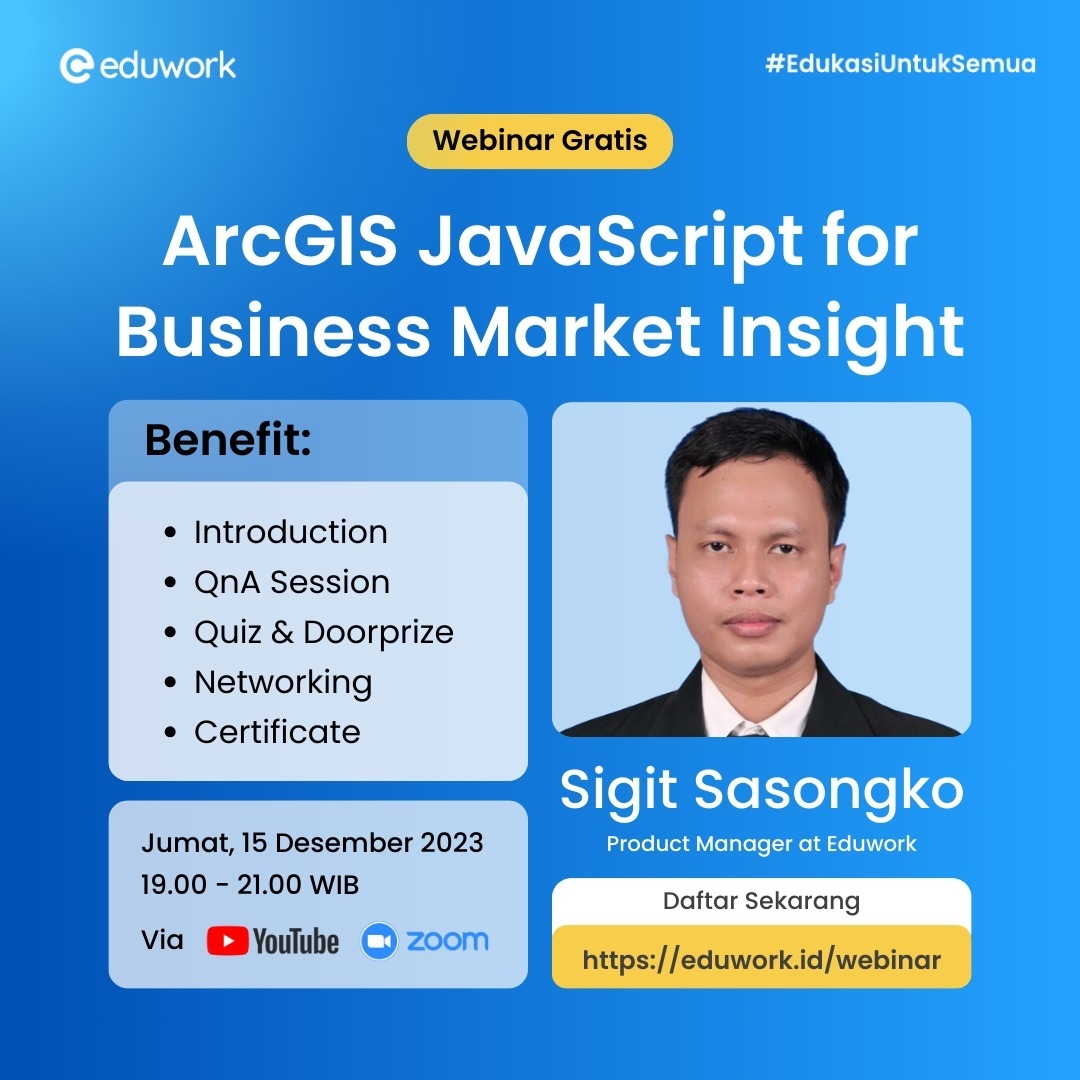 eduwork
#EdukasiUntukSemua
Webinar Gratis
ArcGIS JavaScript for
Business Market Insight
Benefit:
• Introduction
• QnA Session
• Quiz & Doorprize
• Networking
• Certificate
Jumat, 15 Desember 2023
19.00 – 21.00 WIB
Via YouTube zoom
Sigit Sasongko
Product Manager at Eduwork
Daftar Sekarang
https://eduwork.id/webinar